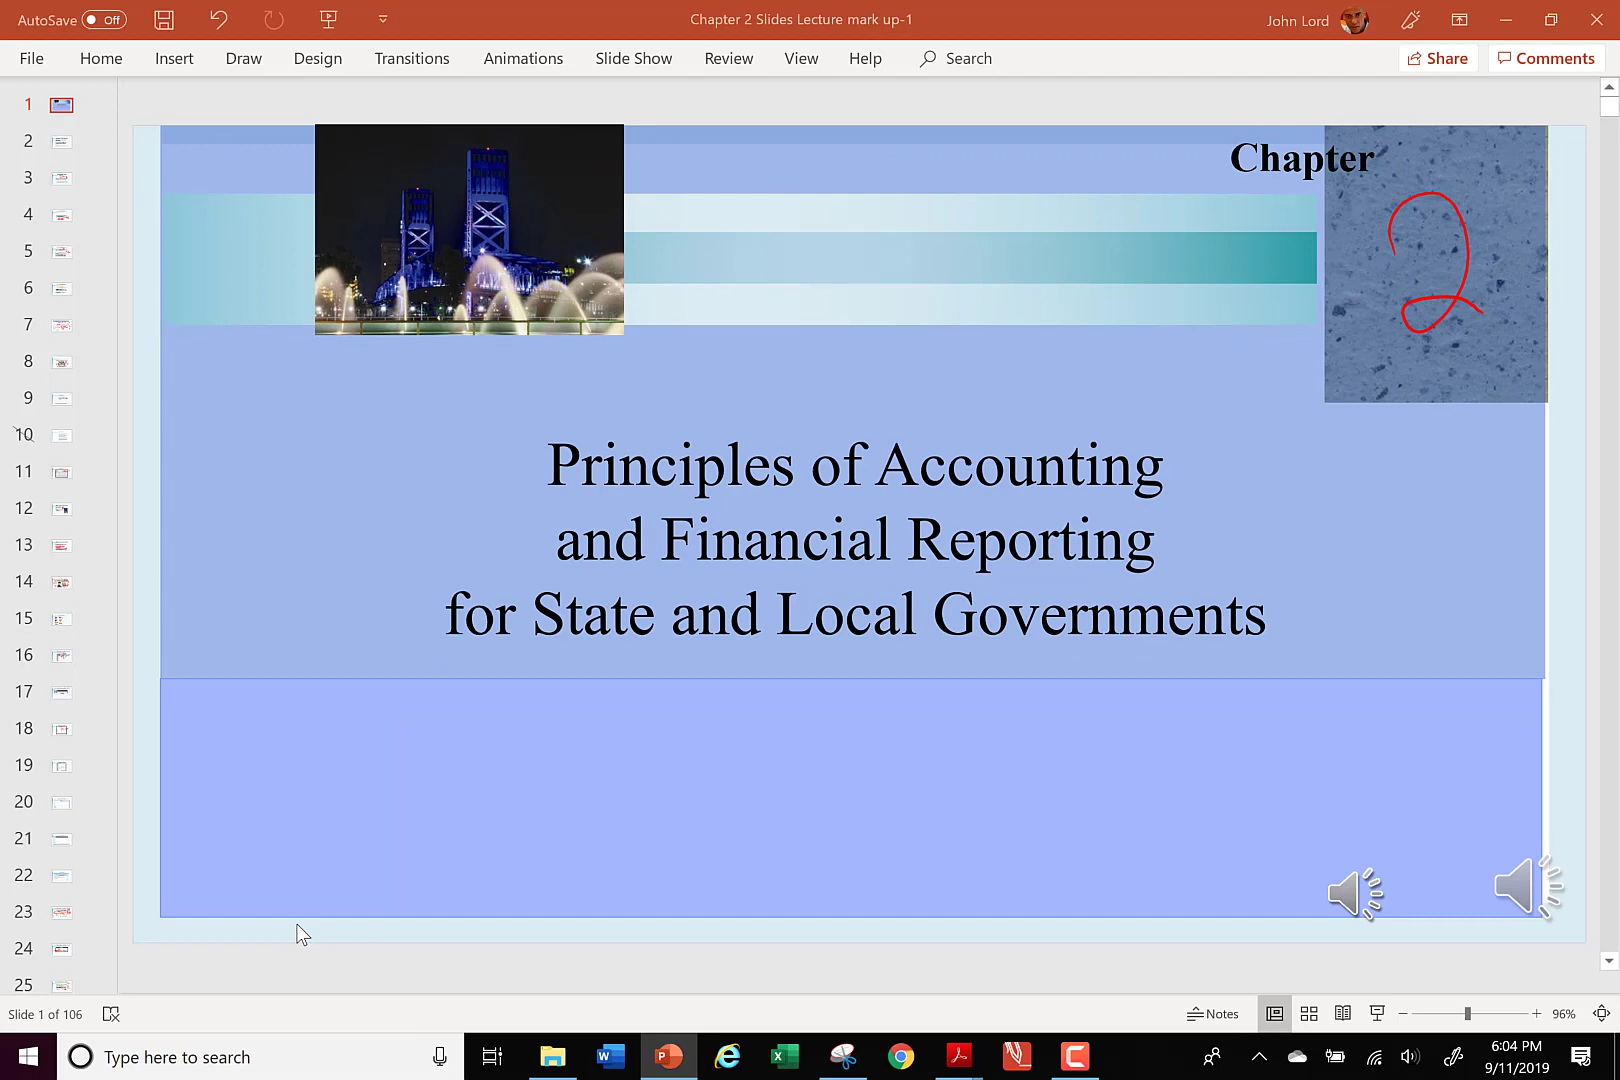 AutoSave Off
Chapter 2 Slides Lecture mark up-1
John Lord
File Home Insert Draw Design Transitions Animations Slide Show Review View Help Search
Share Comments
1
2
3
4
5
6
7
8
9
10
11
12
13
14
15
16
17
18
19
20
21
22
23
24
25
Chapter
2
Principles of Accounting
and Financial Reporting
for State and Local Governments
Slide 1 of 106
Notes
96%
Type here to search
6:04 PM
9/11/2019